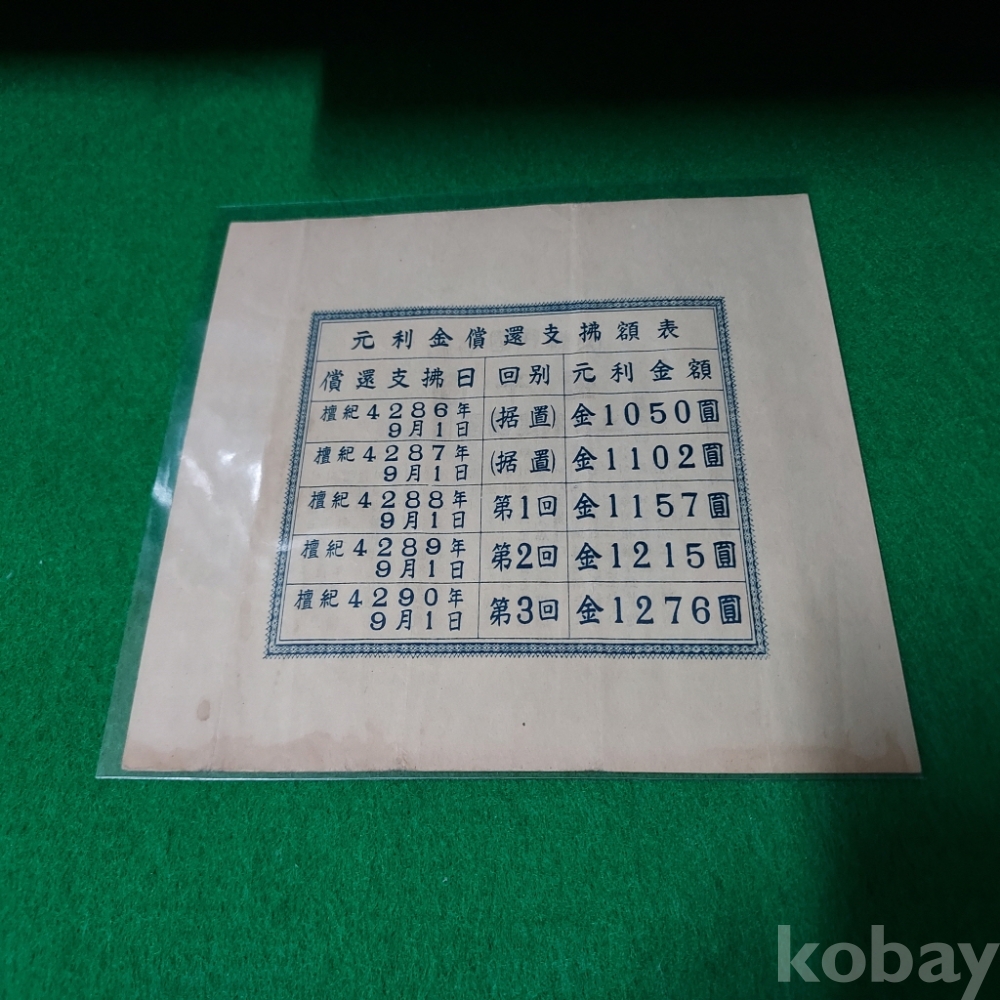 元利金償還支拂額表
償還支拂日 回別 元利金額
檀紀4286年9月1日 (据置) 金1050圓
檀紀4287年9月1日 (据置) 金1102圓
檀紀4288年9月1日 第1回 金1157圓
檀紀4289年9月1日 第2回 金1215圓
檀紀4290年9月1日 第3回 金1276圓
kobay